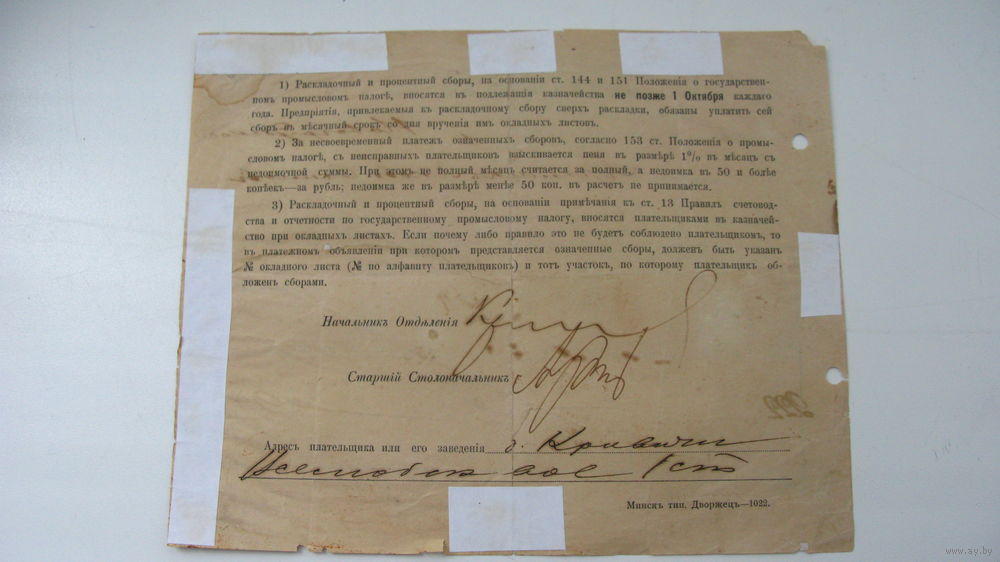 1) Раскладочный и процентный сборы, на основаніи ст. 144 и 151 Положенія о государствен-
номъ промысловомъ налогѣ, вносятся въ подлежащія казначейства не позже 1 Октября каждаго
года. Предпріятія, привлекаемыя къ раскладочному сбору сверхъ раскладки, обязаны уплатить сей
сборъ въ мѣсячный срокъ со дня врученія имъ окладныхъ листовъ.
2) За несвоевременный платежъ означенныхъ сборовъ, согласно 153 ст. Положенія о промы-
словомъ налогѣ, съ неисправныхъ плательщиковъ взыскивается пеня въ размѣрѣ 1% въ мѣсяцъ съ
недоимочной суммы. При этомъ не полный мѣсяцъ считается за полный, а недоимка въ 50 и болѣе
копѣекъ—за рубль; недоимка же въ размѣрѣ менѣе 50 коп. въ расчетъ не принимается.
3) Раскладочный и процентный сборы, на основаніи примѣчанія къ ст. 13 Правилъ счетовод-
ства и отчетности по государственному промысловому налогу, вносятся плательщиками въ казначей-
ство при окладныхъ листахъ. Если почему либо правило это не будетъ соблюдено плательщикомъ, то
въ платежномъ объявленіи при которомъ представляется означенные сборы, долженъ быть указанъ
№ окладного листа (№ по алфавиту плательщиковъ) и тотъ участокъ, по которому плательщикъ об-
ложенъ сборами.
Начальникъ Отдѣленія
Старшій Столоначальникъ
Адресъ плательщика или его заведенія д. Кривичи
Минскъ тип. Дворжецъ—1022.
www.ay.by